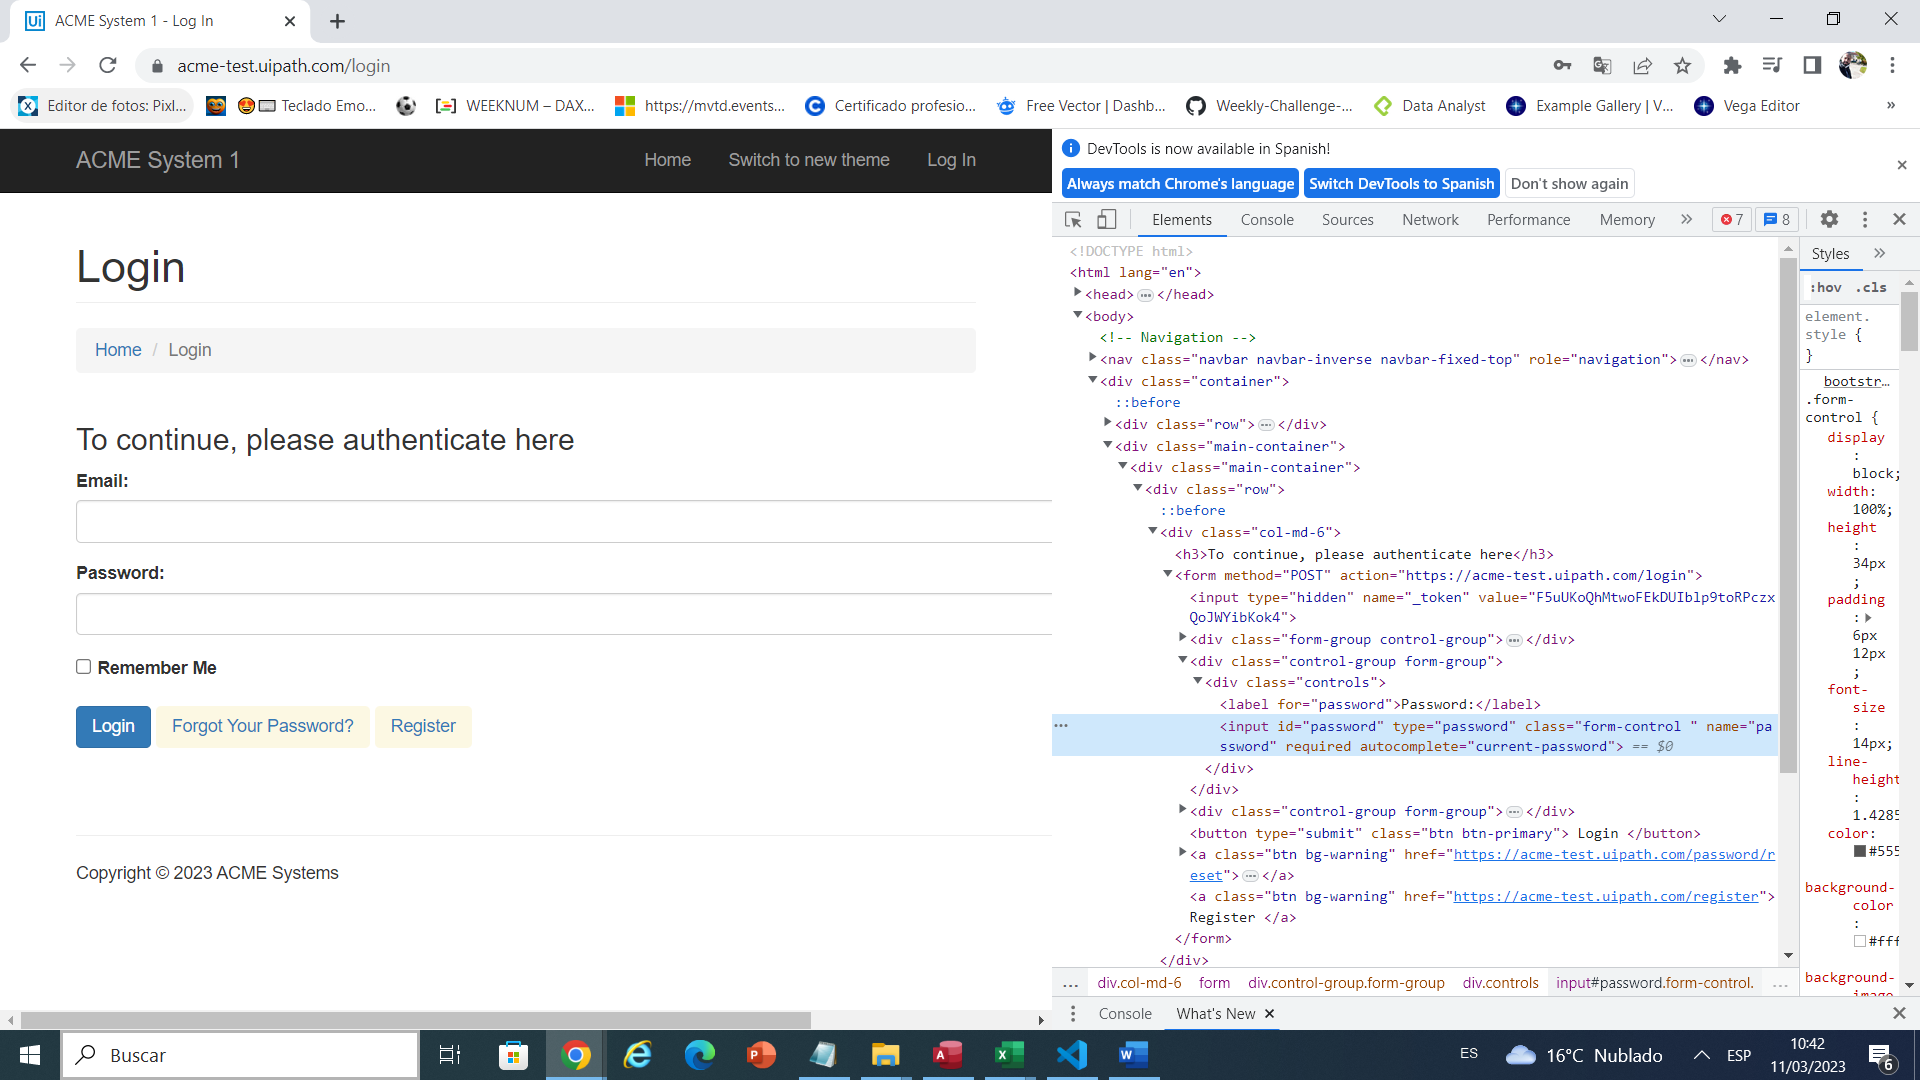 ACME System 1 - Log In
acme-test.uipath.com/login
Editor de fotos: Pixl...
Teclado Emo...
WEEKNUM – DAX...
https://mvtd.events...
Certificado profesio...
Free Vector | Dashb...
Weekly-Challenge-...
Data Analyst
Example Gallery | V...
Vega Editor
»
ACME System 1
Home
Switch to new theme
Log In
Login
Home / Login
To continue, please authenticate here
Email:
Password:
Remember Me
Login
Forgot Your Password?
Register
Copyright © 2023 ACME Systems
DevTools is now available in Spanish!
Always match Chrome's language
Switch DevTools to Spanish
Don't show again
Elements
Console
Sources
Network
Performance
Memory
»
7
8
<!DOCTYPE html>
<html lang="en">
<head>…</head>
<body>
<!-- Navigation -->
<nav class="navbar navbar-inverse navbar-fixed-top" role="navigation">…</nav>
<div class="container">
::before
<div class="row">…</div>
<div class="main-container">
<div class="main-container">
<div class="row">
::before
<div class="col-md-6">
<h3>To continue, please authenticate here</h3>
<form method="POST" action="https://acme-test.uipath.com/login">
<input type="hidden" name="_token" value="F5uUKoQhMtwoFEkDUIblp9toRPczx
QoJWYibKok4">
<div class="form-group control-group">…</div>
<div class="control-group form-group">
<div class="controls">
<label for="password">Password:</label>
<input id="password" type="password" class="form-control " name="pa
ssword" required autocomplete="current-password"> == $0
</div>
</div>
<div class="control-group form-group">…</div>
<button type="submit" class="btn btn-primary"> Login </button>
<a class="btn bg-warning" href="https://acme-test.uipath.com/password/r
eset">…</a>
<a class="btn bg-warning" href="https://acme-test.uipath.com/register">
Register </a>
</form>
</div>
... div.col-md-6 form div.control-group.form-group div.controls input#password.form-control. ...
Styles
»
:hov .cls
element.
style {
}
bootstr…
.form-
control {
display
:
block;
width:
100%;
height
:
34px
;
padding
:
6px
12px
;
font-
size
:
14px;
line-
height
:
1.4285
color:
#555
background-
color
:
#fff
background-
image
Console
What's New
Buscar
ES
16°C Nublado
ESP
10:42
11/03/2023
6